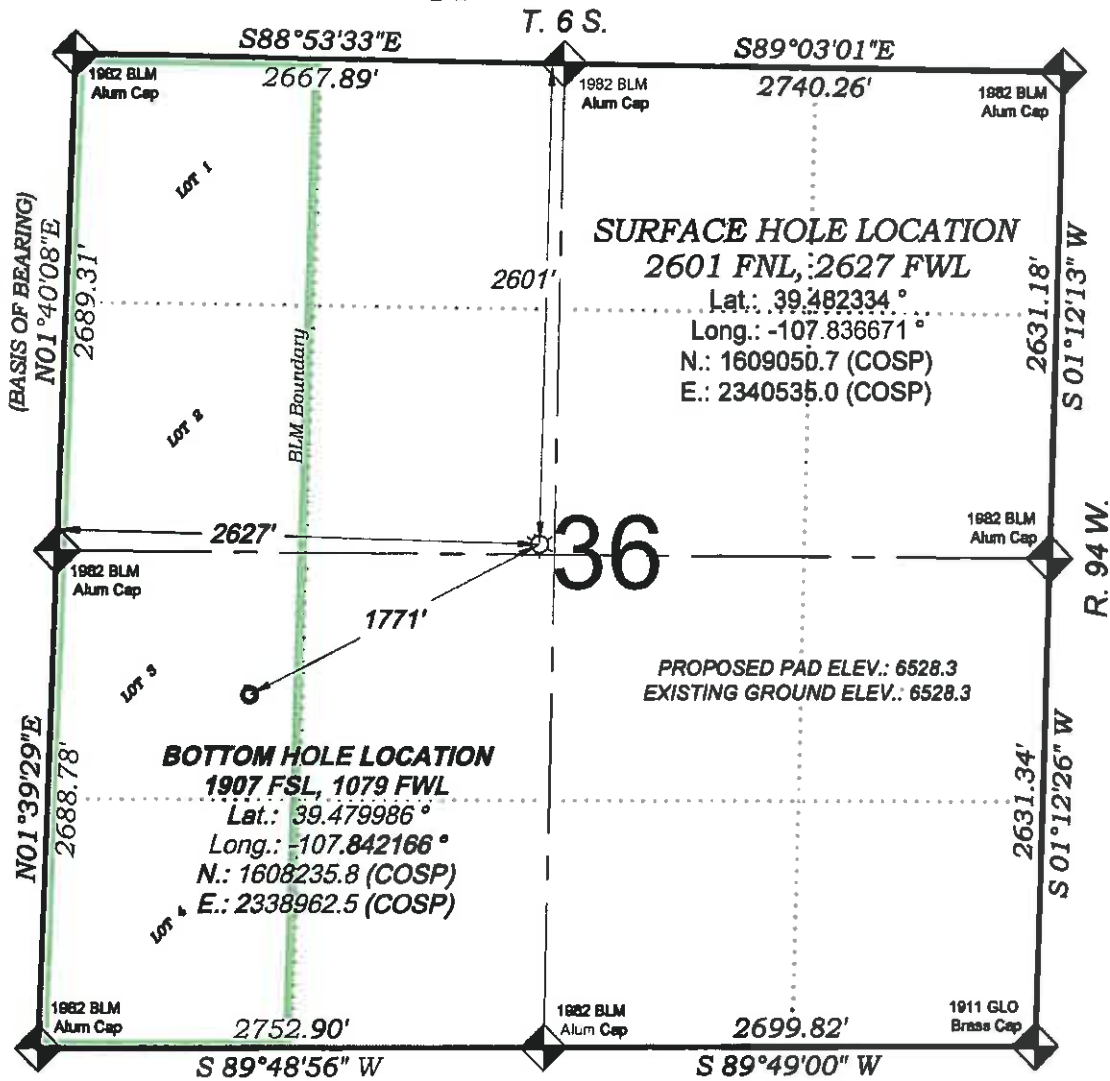 T. 6 S.
S88°53'33"E
2667.89'
S89°03'01"E
2740.26'
1982 BLM
Alum Cap
1982 BLM
Alum Cap
1982 BLM
Alum Cap
LOT 1
(BASIS OF BEARING)
N01°40'08"E
2689.31'
2601'
SURFACE HOLE LOCATION
2601 FNL, 2627 FWL
Lat.: 39.482334 °
Long.: -107.836671 °
N.: 1609050.7 (COSP)
E.: 2340535.0 (COSP)
2631.18'
S 01°12'13" W
BLM Boundary
LOT 2
2627'
36
1982 BLM
Alum Cap
1982 BLM
Alum Cap
R. 94 W.
1771'
LOT 3
PROPOSED PAD ELEV.: 6528.3
EXISTING GROUND ELEV.: 6528.3
N01°39'29"E
2688.78'
BOTTOM HOLE LOCATION
1907 FSL, 1079 FWL
Lat.: 39.479986 °
Long.: -107.842166 °
N.: 1608235.8 (COSP)
E.: 2338962.5 (COSP)
2631.34'
S 01°12'26" W
LOT 4
1982 BLM
Alum Cap
1982 BLM
Alum Cap
1911 GLO
Brass Cap
2752.90'
S 89°48'56" W
2699.82'
S 89°49'00" W